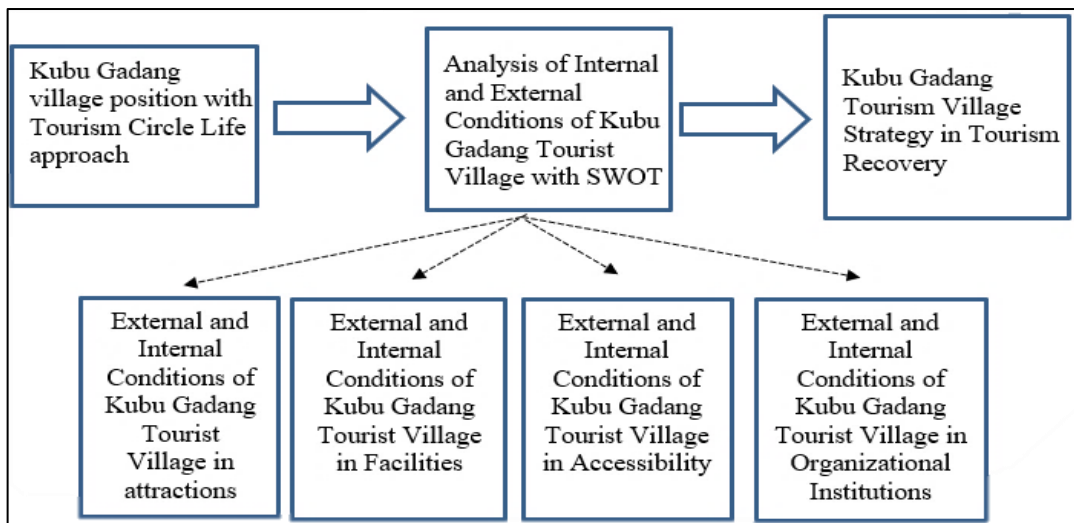 Kubu Gadang
village position with
Tourism Circle Life
approach
Analysis of Internal
and External
Conditions of Kubu
Gadang Tourist
Village with SWOT
Kubu Gadang
Tourism Village
Strategy in Tourism
Recovery
External and
Internal
Conditions of
Kubu Gadang
Tourist
Village in
attractions
External and
Internal
Conditions of
Kubu Gadang
Tourist Village
in Facilities
External and
Internal
Conditions of
Kubu Gadang
Tourist Village
in Accessibility
External and
Internal
Conditions of
Kubu Gadang
Tourist Village in
Organizational
Institutions